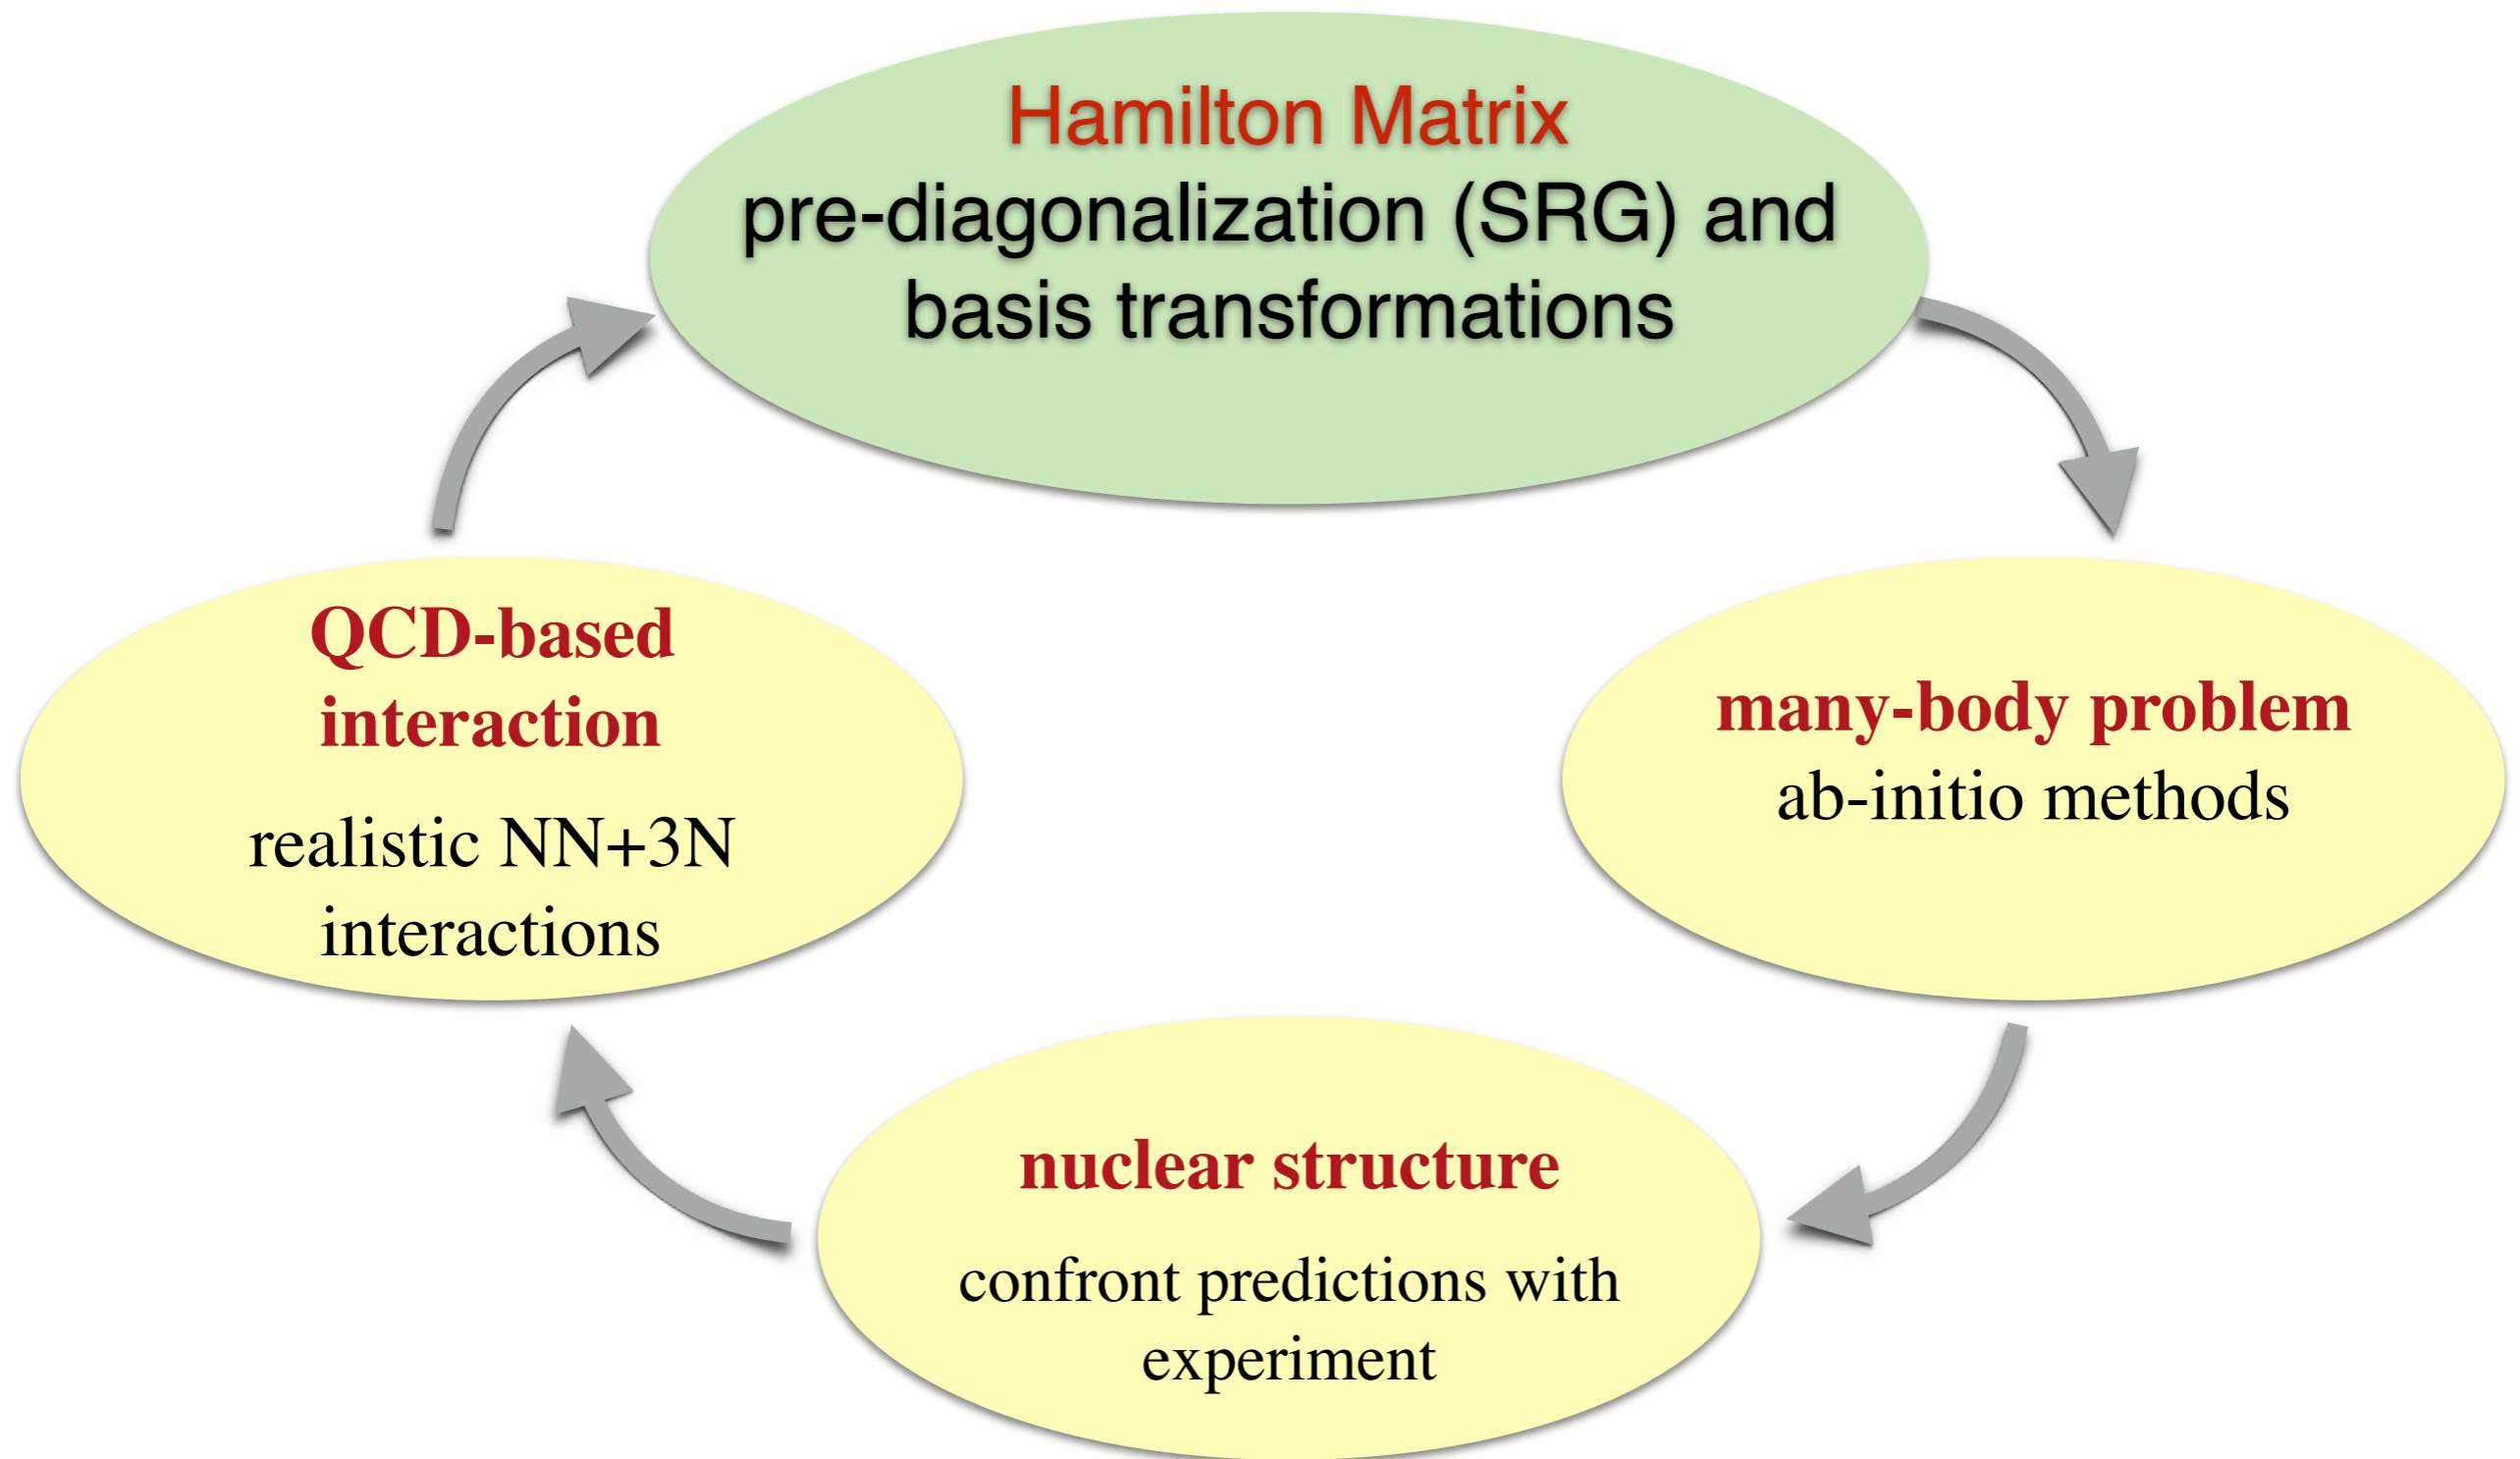 Hamilton Matrix
pre-diagonalization (SRG) and
basis transformations
QCD-based
interaction
realistic NN+3N
interactions
many-body problem
ab-initio methods
nuclear structure
confront predictions with
experiment